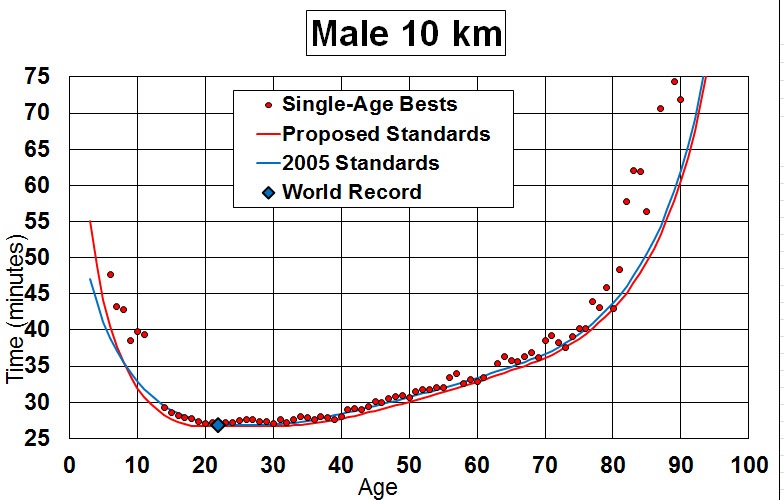 Male 10 km
Single-Age Bests
Proposed Standards
2005 Standards
World Record
75
70
65
60
55
50
45
40
35
30
25
Time (minutes)
0 10 20 30 40 50 60 70 80 90 100
Age